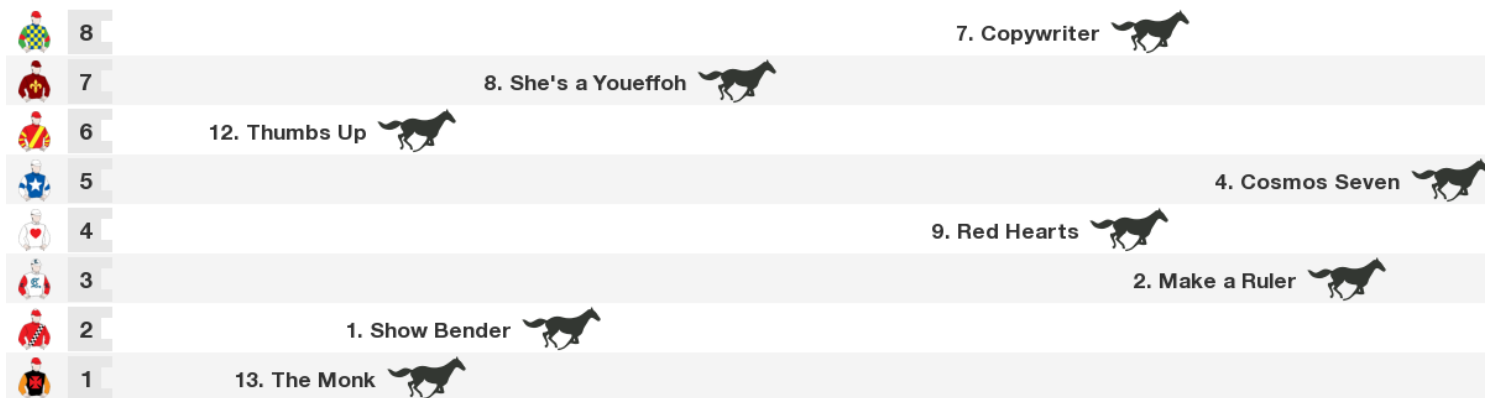 8 7. Copywriter
7 8. She's a Youeffoh
6 12. Thumbs Up
5 4. Cosmos Seven
4 9. Red Hearts
3 2. Make a Ruler
2 1. Show Bender
1 13. The Monk